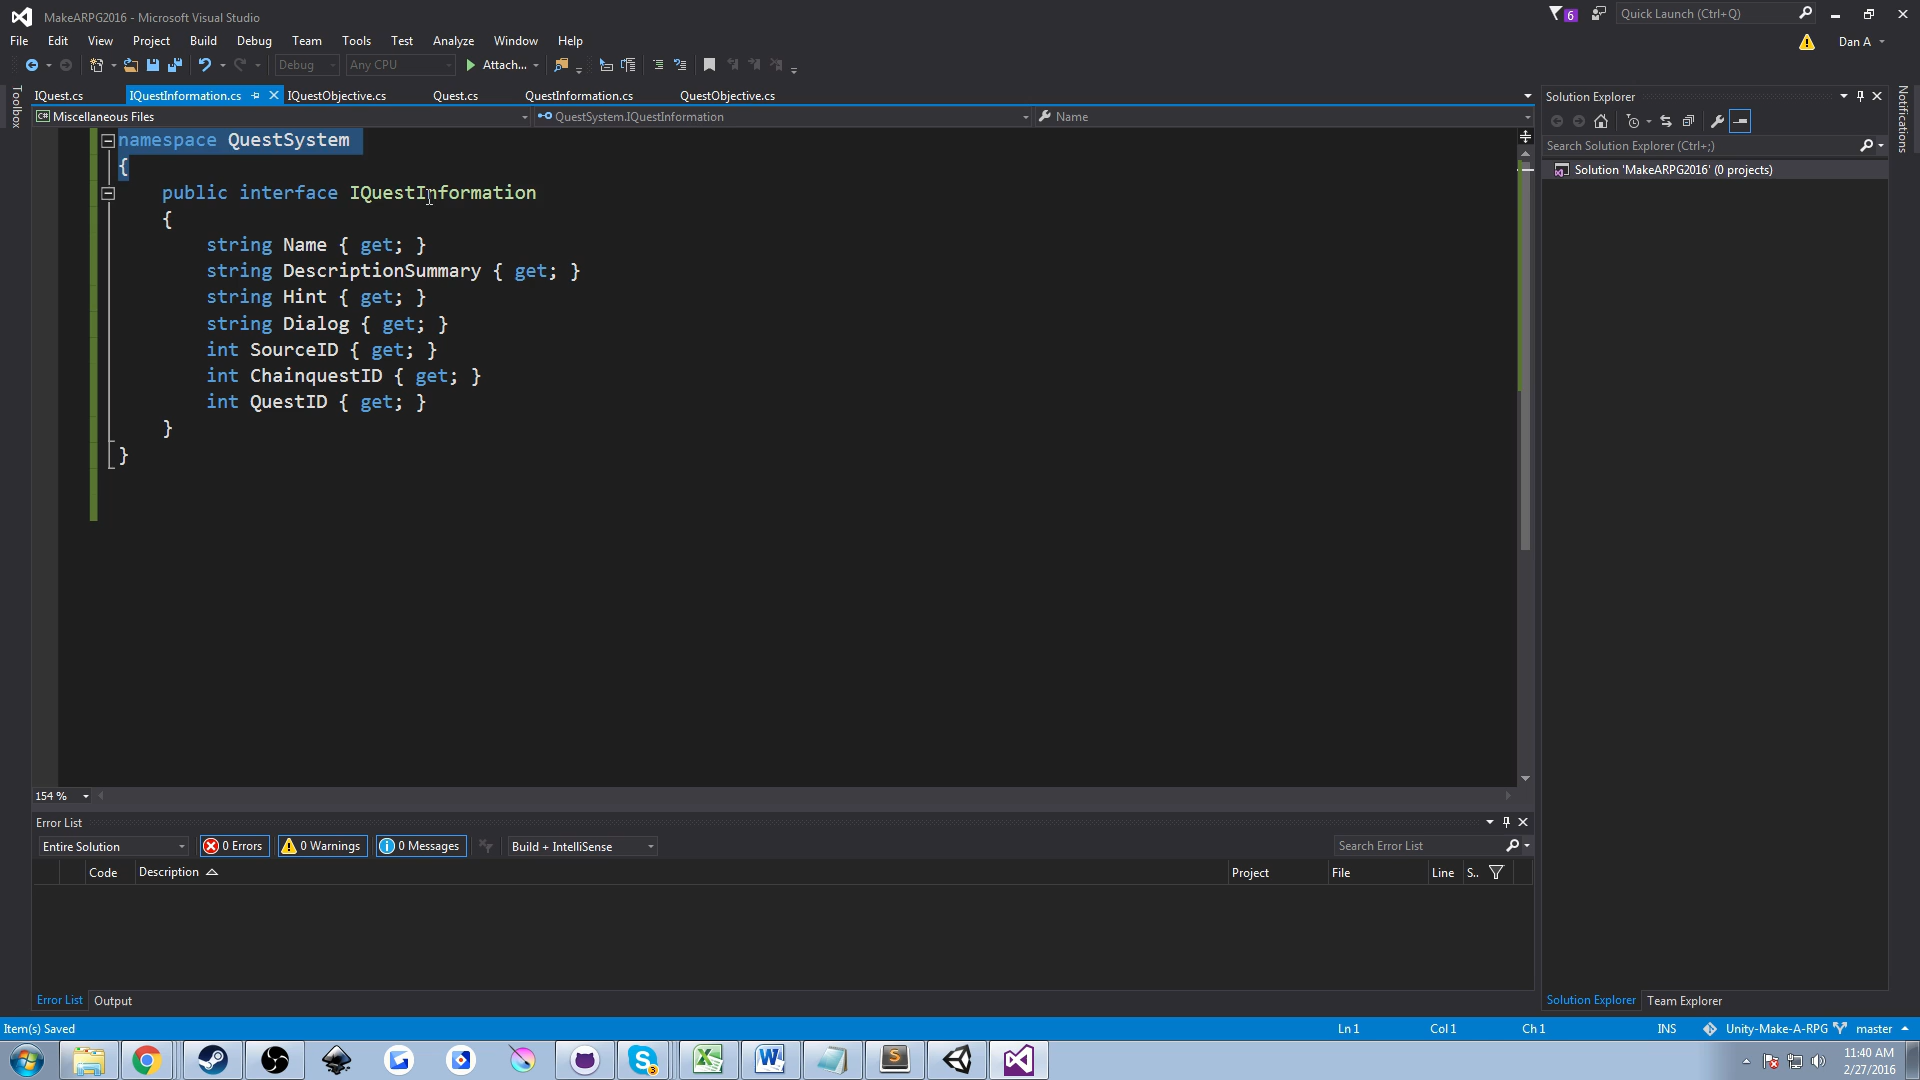 MakeARPG2016 - Microsoft Visual Studio
6
Quick Launch (Ctrl+Q)
File Edit View Project Build Debug Team Tools Test Analyze Window Help
Dan A
Debug Any CPU Attach...
Toolbox
IQuest.cs IQuestInformation.cs IQuestObjective.cs Quest.cs QuestInformation.cs QuestObjective.cs
Miscellaneous Files QuestSystem.IQuestInformation Name
namespace QuestSystem
{
public interface IQuestInformation
{
string Name { get; }
string DescriptionSummary { get; }
string Hint { get; }
string Dialog { get; }
int SourceID { get; }
int ChainquestID { get; }
int QuestID { get; }
}
}
154 %
Solution Explorer
Search Solution Explorer (Ctrl+;)
Solution 'MakeARPG2016' (0 projects)
Notifications
Error List
Entire Solution 0 Errors 0 Warnings 0 Messages Build + IntelliSense Search Error List
Code Description Project File Line S..
Error List Output
Solution Explorer Team Explorer
Item(s) Saved Ln 1 Col 1 Ch 1 INS Unity-Make-A-RPG master
3
11:40 AM
2/27/2016